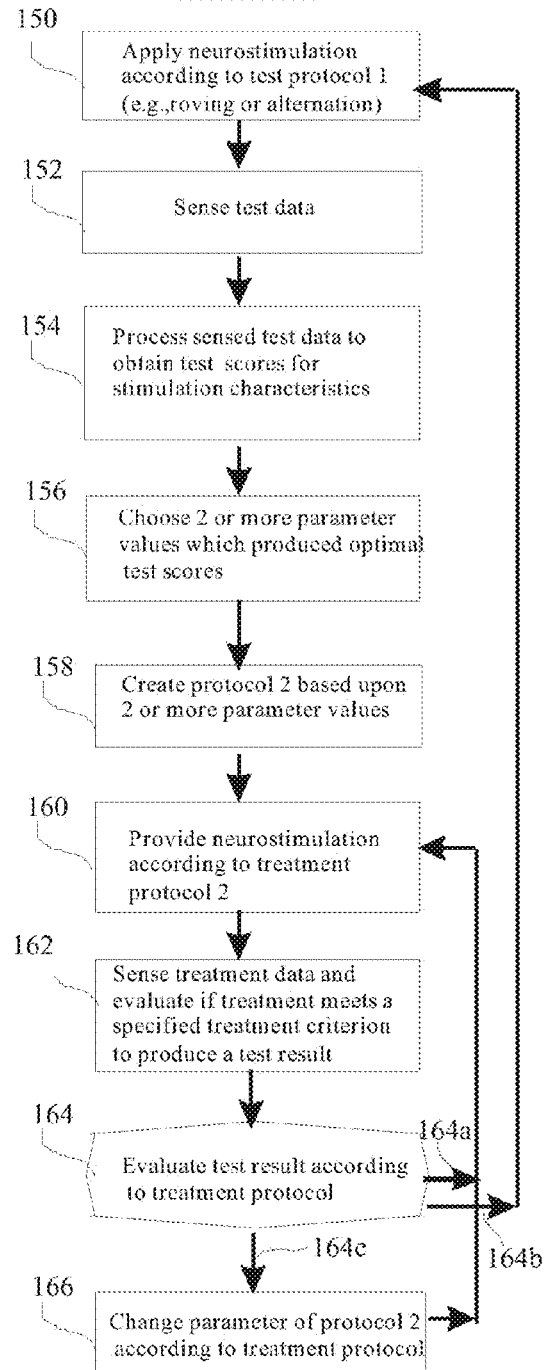 150
Apply neurostimulation
according to test protocol 1
(e.g.,roving or alternation)
152
Sense test data
154
Process sensed test data to
obtain test scores for
stimulation characteristics
156
Choose 2 or more parameter
values which produced optimal
test scores
158
Create protocol 2 based upon
2 or more parameter values
160
Provide neurostimulation
according to treatment
protocol 2
162
Sense treatment data and
evaluate if treatment meets a
specified treatment criterion
to produce a test result
164
164a
Evaluate test result according
to treatment protocol
164b
164c
166
Change parameter of protocol 2
according to treatment protocol